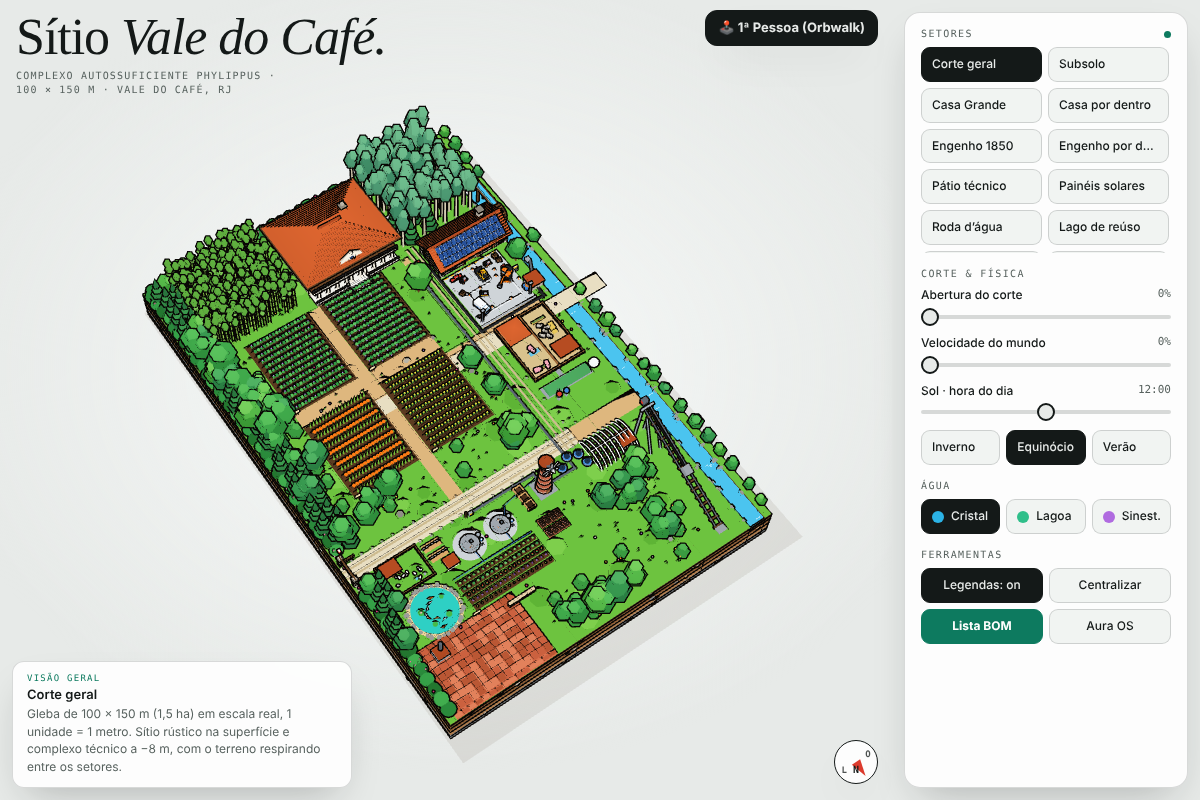 Sítio Vale do Café.
COMPLEXO AUTOSSUFICIENTE PHYLIPPUS ·
100 × 150 M · VALE DO CAFÉ, RJ
🕹️ 1ª Pessoa (Orbwalk)
SETORES
Corte geral
Subsolo
Casa Grande
Casa por dentro
Engenho 1850
Engenho por d...
Pátio técnico
Painéis solares
Roda d’água
Lago de reúso
CORTE & FÍSICA
Abertura do corte 0%
Velocidade do mundo 0%
Sol · hora do dia 12:00
Inverno
Equinócio
Verão
ÁGUA
Cristal
Lagoa
Sinest.
FERRAMENTAS
Legendas: on
Centralizar
Lista BOM
Aura OS
VISÃO GERAL
Corte geral
Gleba de 100 × 150 m (1,5 ha) em escala real, 1
unidade = 1 metro. Sítio rústico na superfície e
complexo técnico a −8 m, com o terreno respirando
entre os setores.
O
L N